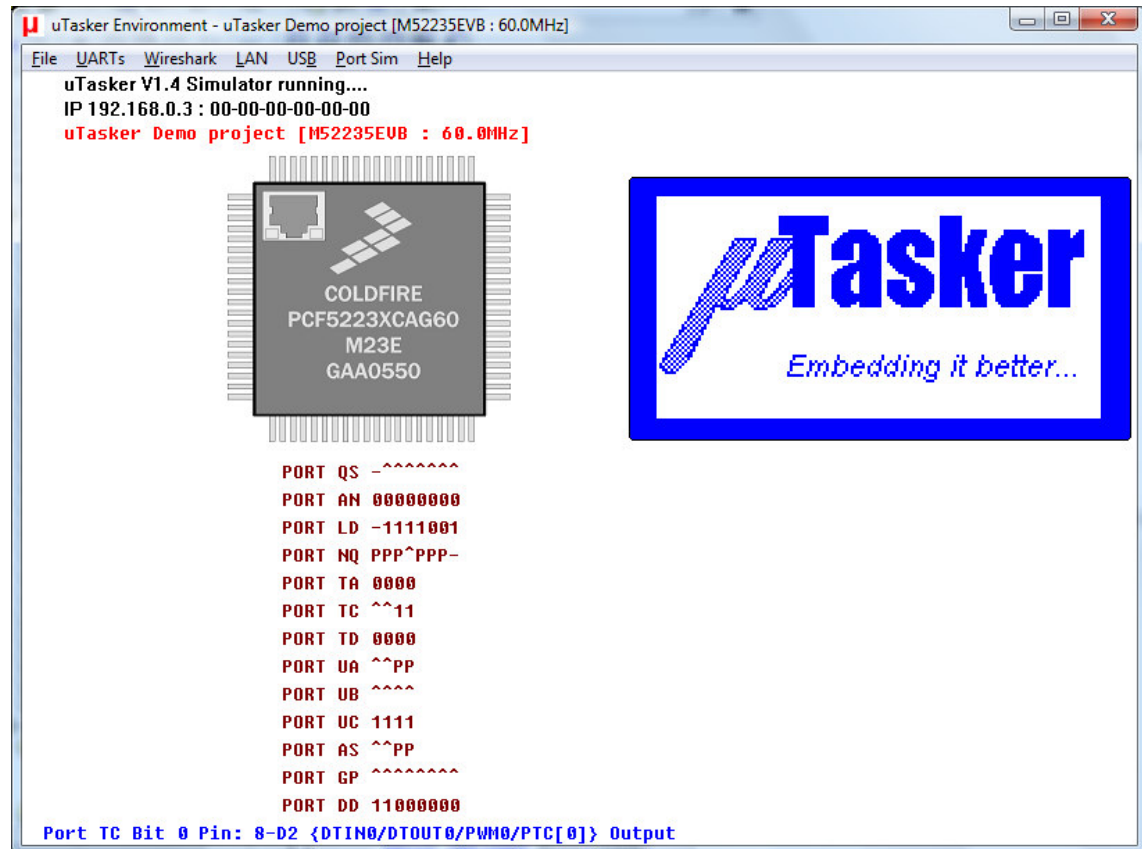 uTasker Environment - uTasker Demo project [M52235EVB : 60.0MHz]
File UARTs Wireshark LAN USB Port Sim Help
uTasker V1.4 Simulator running....
IP 192.168.0.3 : 00-00-00-00-00-00
uTasker Demo project [M52235EVB : 60.0MHz]
COLDFIRE
PCF5223XCAG60
M23E
GAA0550
µTasker
Embedding it better...
PORT QS -^^^^^^^
PORT AN 00000000
PORT LD -1111001
PORT NQ PPP^PPP-
PORT TA 0000
PORT TC ^^11
PORT TD 0000
PORT UA ^^PP
PORT UB ^^^^
PORT UC 1111
PORT AS ^^PP
PORT GP ^^^^^^^^
PORT DD 11000000
Port TC Bit 0 Pin: 8-D2 {DTIN0/DTOUT0/PWM0/PTC[0]} Output